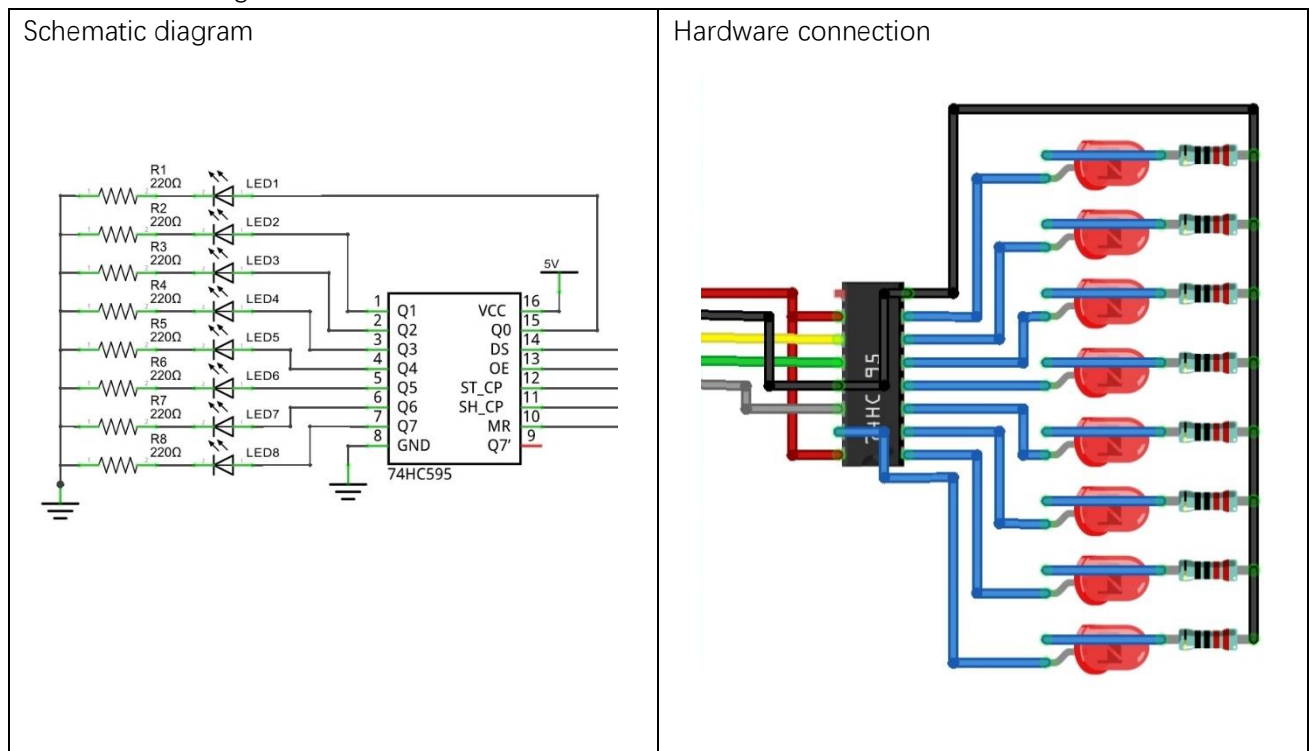 Schematic diagram
R1
220Ω
LED1
R2
220Ω
LED2
R3
220Ω
LED3
R4
220Ω
LED4
R5
220Ω
LED5
R6
220Ω
LED6
R7
220Ω
LED7
R8
220Ω
LED8
5V
1 Q1 VCC 16
2 Q2 Q0 15
3 Q3 DS 14
4 Q4 OE 13
5 Q5 ST_CP 12
6 Q6 SH_CP 11
7 Q7 MR 10
8 GND Q7' 9
74HC595
Hardware connection